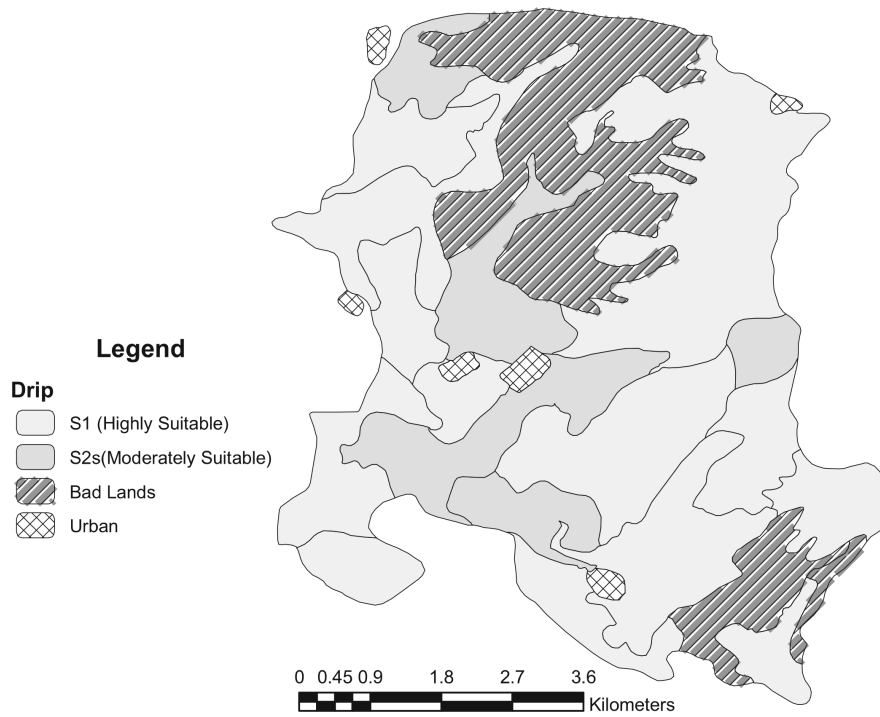 Legend
Drip
S1 (Highly Suitable)
S2s(Moderately Suitable)
Bad Lands
Urban
0 0.45 0.9 1.8 2.7 3.6
Kilometers